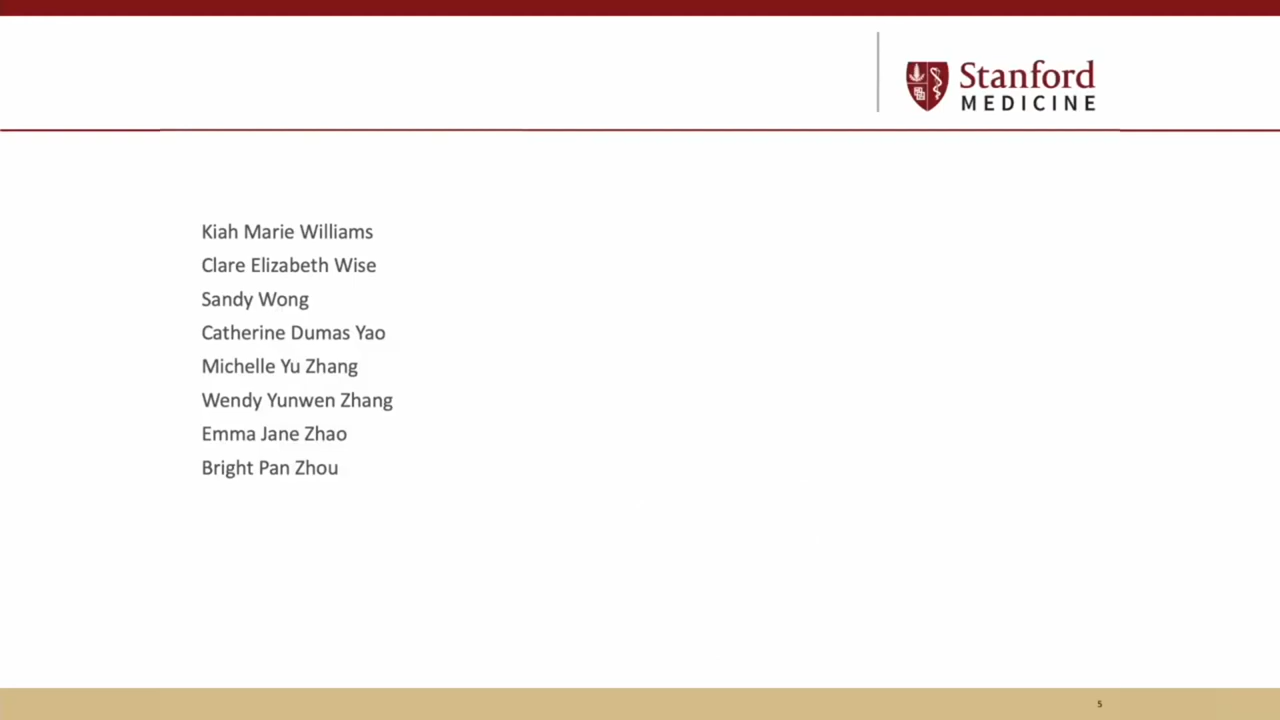 Stanford
MEDICINE
Kiah Marie Williams
Clare Elizabeth Wise
Sandy Wong
Catherine Dumas Yao
Michelle Yu Zhang
Wendy Yunwen Zhang
Emma Jane Zhao
Bright Pan Zhou
5